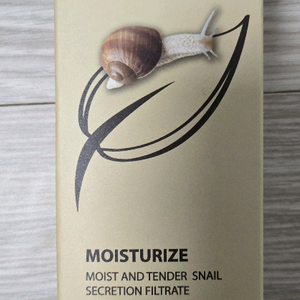 MOISTURIZE
MOIST AND TENDER SNAIL
SECRETION FILTRATE